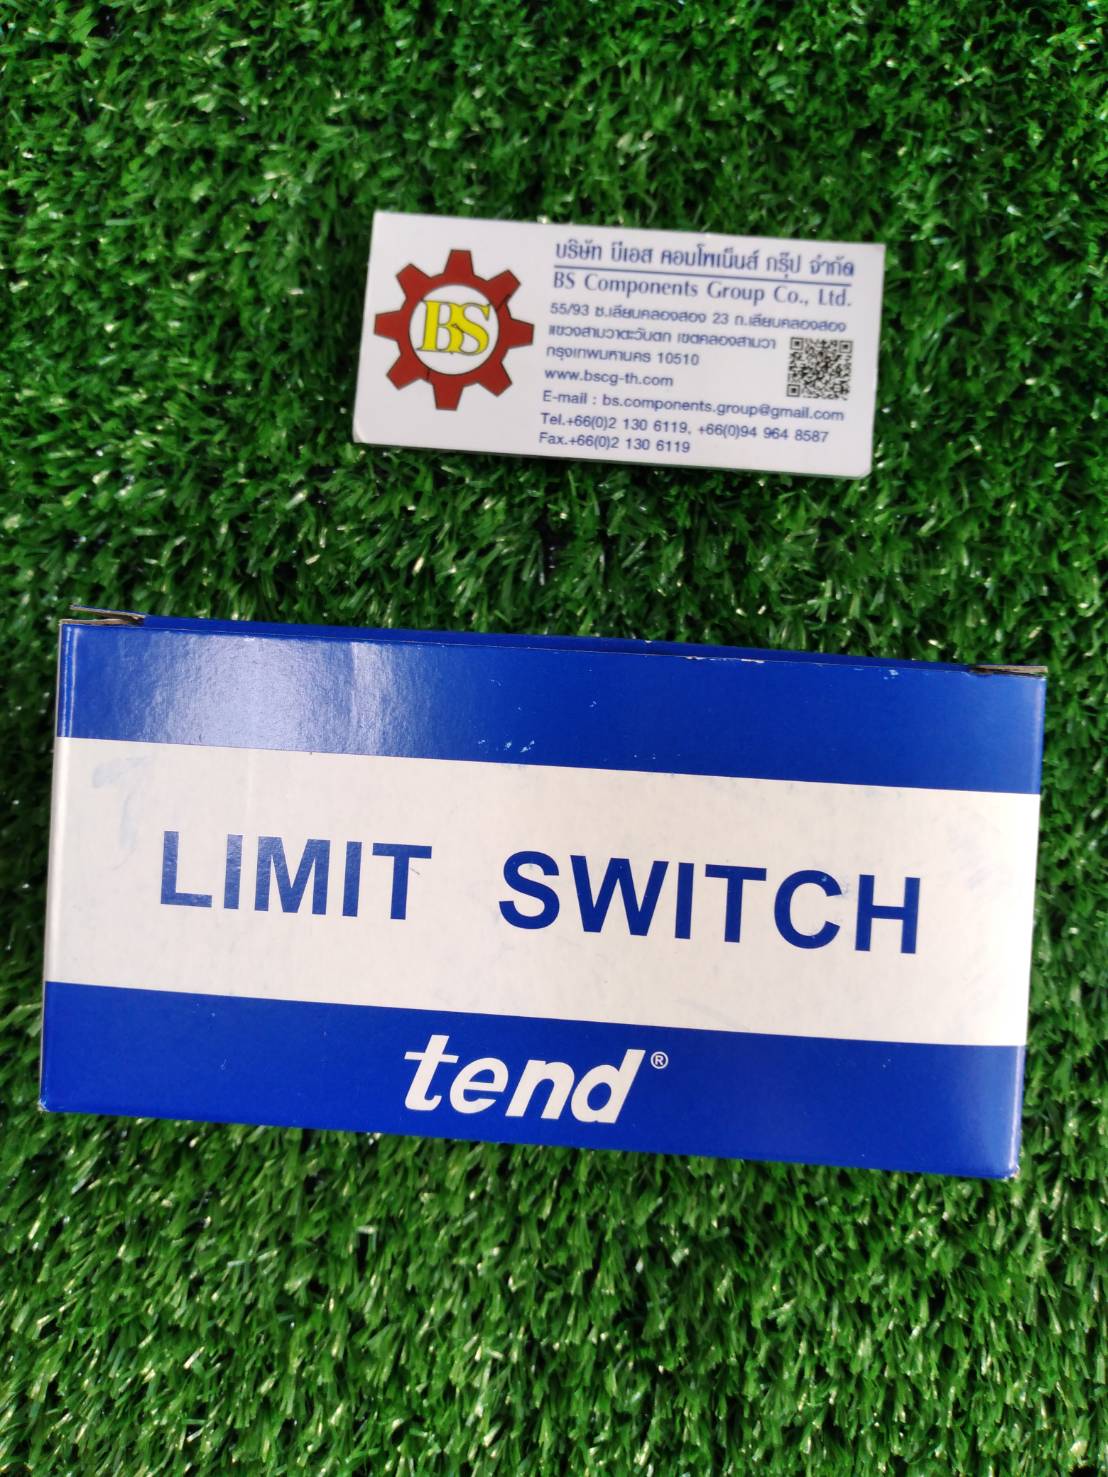 BS
บริษัท บีเอส คอมโพเน็นส์ กรุ๊ป จำกัด
BS Components Group Co., Ltd.
55/93 ซ.เลียบคลองสอง 23 ถ.เลียบคลองสอง
แขวงสามวาตะวันตก เขตคลองสามวา
กรุงเทพมหานคร 10510
www.bscg-th.com
E-mail : bs.components.group@gmail.com
Tel.+66(0)2 130 6119, +66(0)94 964 8587
Fax.+66(0)2 130 6119
LIMIT SWITCH
tend®